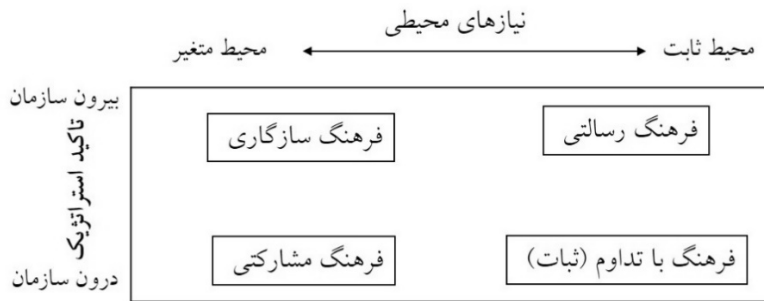 نیازهای محیطی
محیط ثابت محیط متغیر
بیرون سازمان
فرهنگ رسالتی فرهنگ سازگاری
تاکید استراتژیک
فرهنگ با تداوم (ثبات) فرهنگ مشارکتی
درون سازمان